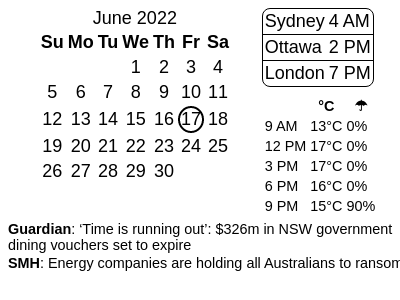 June 2022
Su Mo Tu We Th Fr Sa
1 2 3 4
5 6 7 8 9 10 11
12 13 14 15 16 17 18
19 20 21 22 23 24 25
26 27 28 29 30
Sydney 4 AM
Ottawa 2 PM
London 7 PM
°C ☂
9 AM 13°C 0%
12 PM 17°C 0%
3 PM 17°C 0%
6 PM 16°C 0%
9 PM 15°C 90%
Guardian: ‘Time is running out’: $326m in NSW government
dining vouchers set to expire
SMH: Energy companies are holding all Australians to ransom